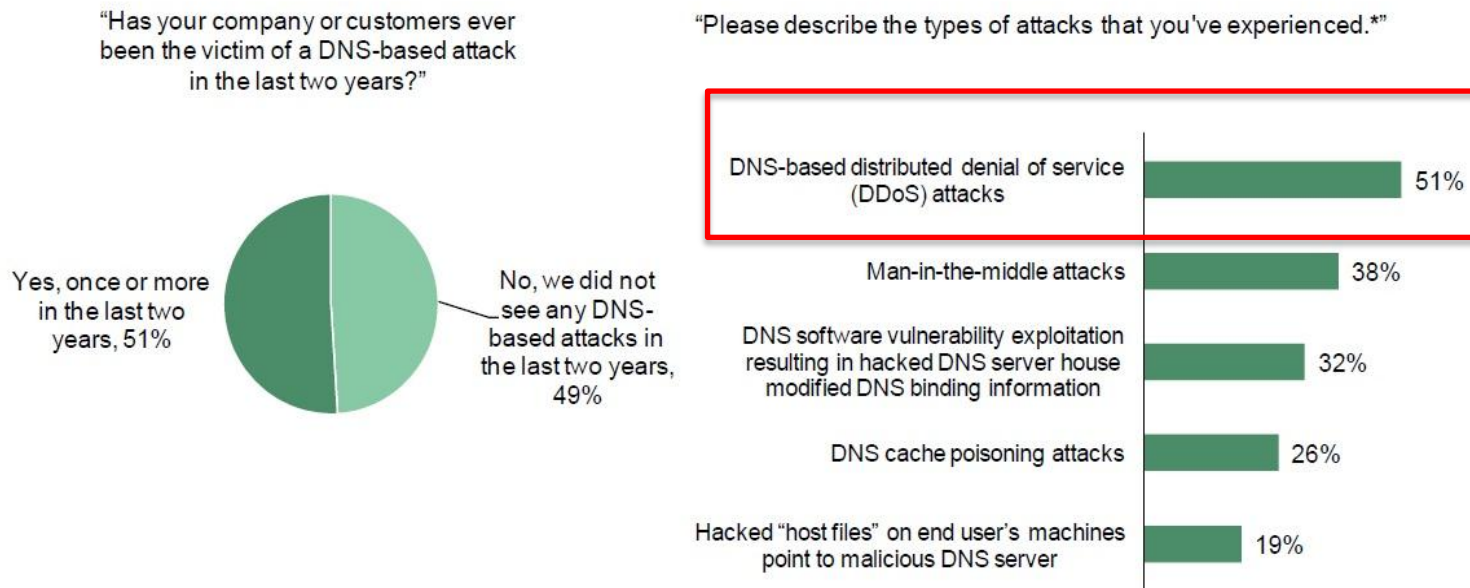 “Has your company or customers ever
been the victim of a DNS-based attack
in the last two years?”
Yes, once or more
in the last two
years, 51%
No, we did not
see any DNS-
based attacks in
the last two years,
49%
“Please describe the types of attacks that you've experienced.*”
DNS-based distributed denial of service
(DDoS) attacks
51%
Man-in-the-middle attacks
38%
DNS software vulnerability exploitation
resulting in hacked DNS server house
modified DNS binding information
32%
DNS cache poisoning attacks
26%
Hacked “host files” on end user’s machines
point to malicious DNS server
19%